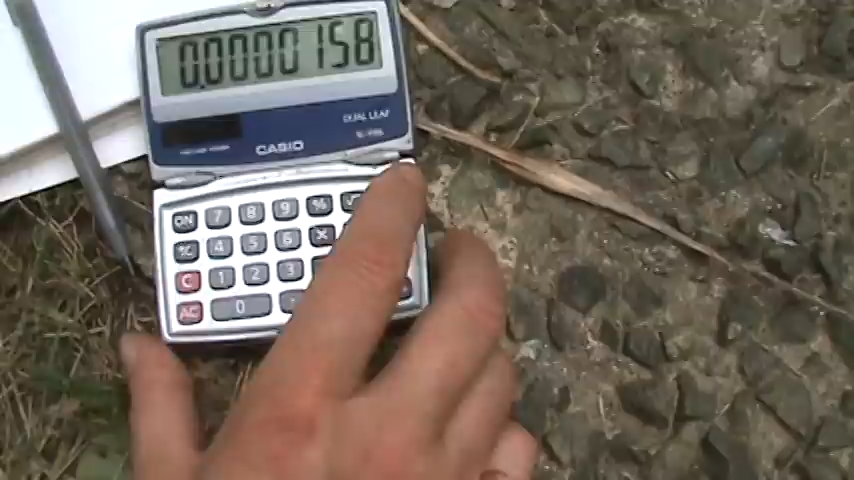 0.0000158
DUAL LEAF
CASIO
ON 7 8 9 % √
4 5 6 ×
C 1 2 3
AC 0